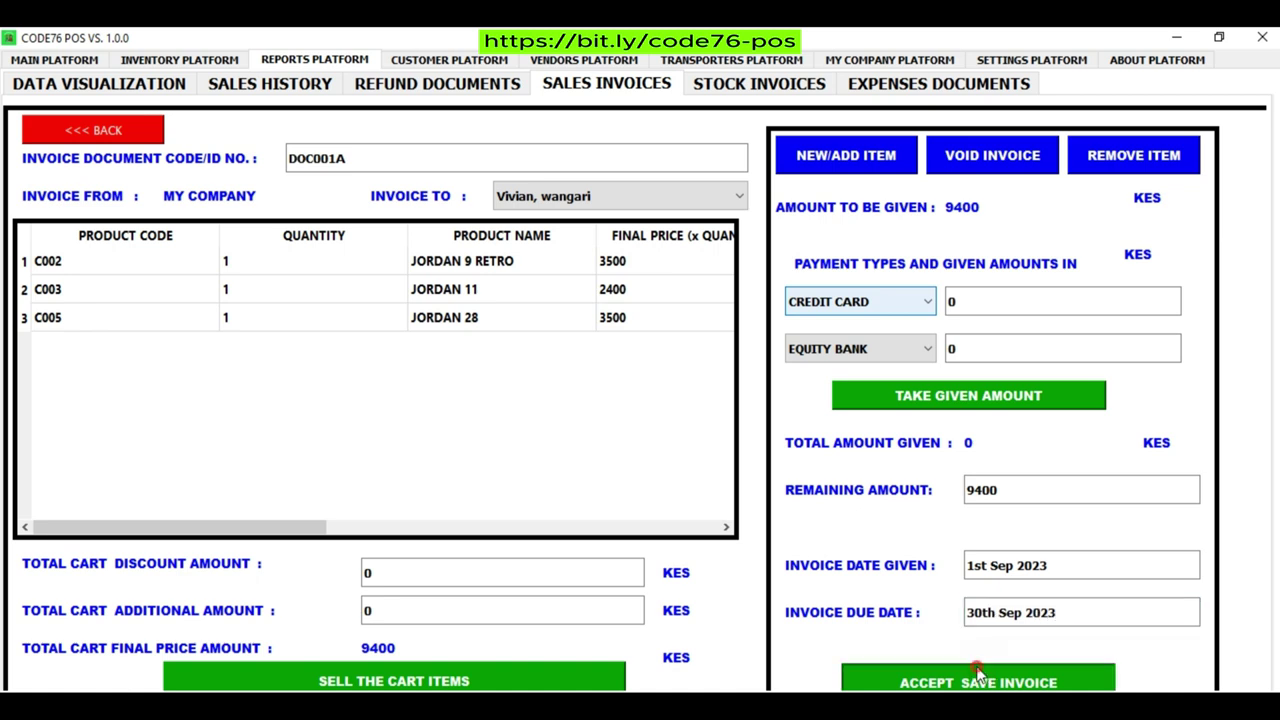 CODE76 POS VS. 1.0.0
https://bit.ly/code76-pos
MAIN PLATFORM INVENTORY PLATFORM REPORTS PLATFORM CUSTOMER PLATFORM VENDORS PLATFORM TRANSPORTERS PLATFORM MY COMPANY PLATFORM SETTINGS PLATFORM ABOUT PLATFORM
DATA VISUALIZATION SALES HISTORY REFUND DOCUMENTS SALES INVOICES STOCK INVOICES EXPENSES DOCUMENTS
<<< BACK
INVOICE DOCUMENT CODE/ID NO. : DOC001A
INVOICE FROM : MY COMPANY INVOICE TO : Vivian, wangari
PRODUCT CODE QUANTITY PRODUCT NAME FINAL PRICE (x QUAN
1 C002 1 JORDAN 9 RETRO 3500
2 C003 1 JORDAN 11 2400
3 C005 1 JORDAN 28 3500
TOTAL CART DISCOUNT AMOUNT : 0 KES
TOTAL CART ADDITIONAL AMOUNT : 0 KES
TOTAL CART FINAL PRICE AMOUNT : 9400 KES
SELL THE CART ITEMS
NEW/ADD ITEM VOID INVOICE REMOVE ITEM
AMOUNT TO BE GIVEN : 9400 KES
PAYMENT TYPES AND GIVEN AMOUNTS IN KES
CREDIT CARD 0
EQUITY BANK 0
TAKE GIVEN AMOUNT
TOTAL AMOUNT GIVEN : 0 KES
REMAINING AMOUNT: 9400
INVOICE DATE GIVEN : 1st Sep 2023
INVOICE DUE DATE : 30th Sep 2023
ACCEPT SAVE INVOICE